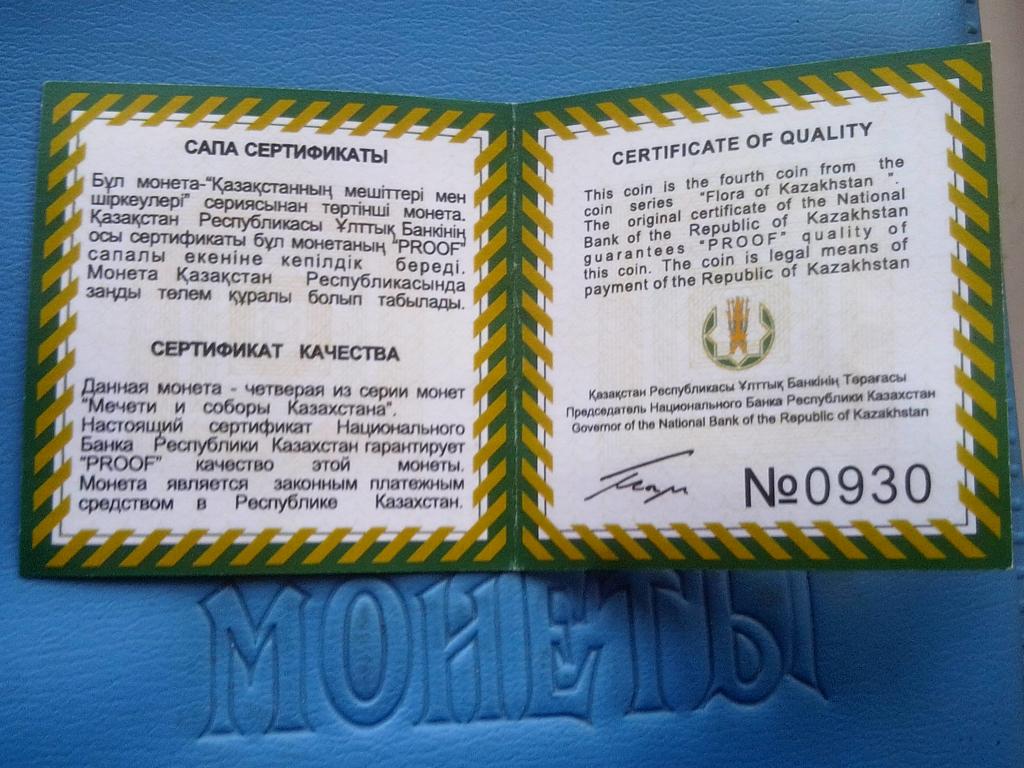 САПА СЕРТИФИКАТЫ
Бұл монета-"Қазақстанның мешіттері мен
шіркеулері" сериясынан төртінші монета.
Қазақстан Республикасы Ұлттық Банкінің
осы сертификаты бұл монетаның "PROOF"
сапалы екеніне кепілдік береді.
Монета Қазақстан Республикасында
заңды төлем құралы болып табылады.
СЕРТИФИКАТ КАЧЕСТВА
Данная монета - четверая из серии монет
"Мечети и соборы Казахстана".
Настоящий сертификат Национального
Банка Республики Казахстан гарантирует
"PROOF" качество этой монеты.
Монета является законным платежным
средством в Республике Казахстан.
CERTIFICATE OF QUALITY
This coin is the fourth coin from the
coin series "Flora of Kazakhstan ".
The original certificate of the National
Bank of the Republic of Kazakhstan
guarantees "PROOF" quality of
this coin. The coin is legal means of
payment of the Republic of Kazakhstan
Қазақстан Республикасы Ұлттық Банкінің Төрағасы
Председатель Национального Банка Республики Казахстан
Governor of the National Bank of the Republic of Kazakhstan
№0930
МОНЕТЫ